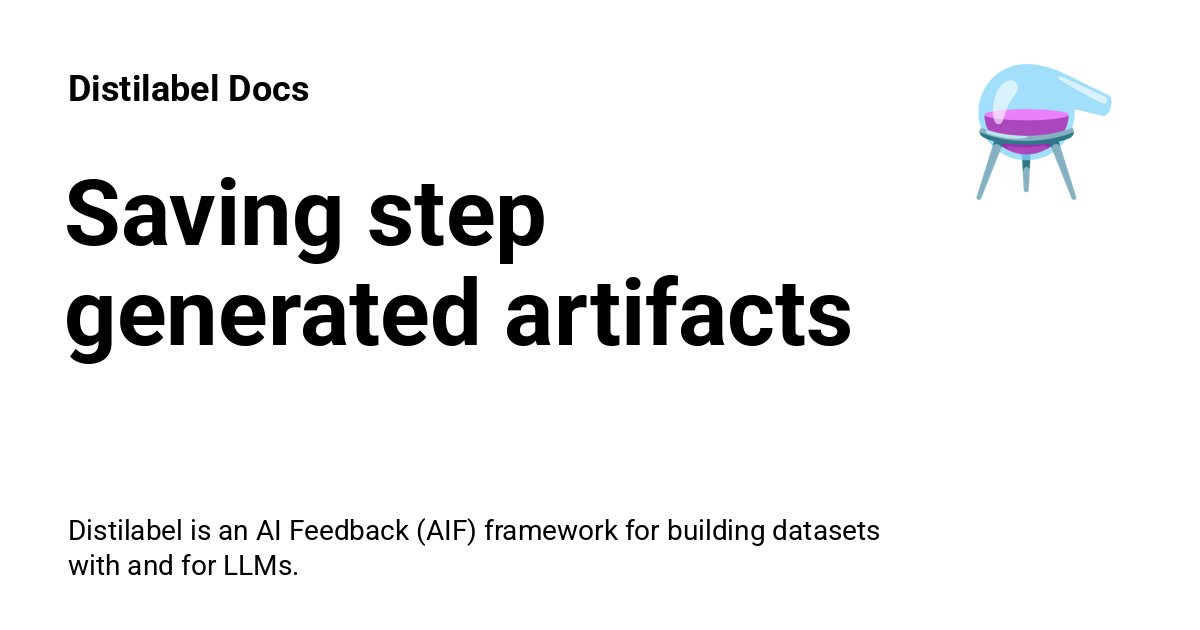 Distilabel Docs
Saving step
generated artifacts
Distilabel is an AI Feedback (AIF) framework for building datasets
with and for LLMs.